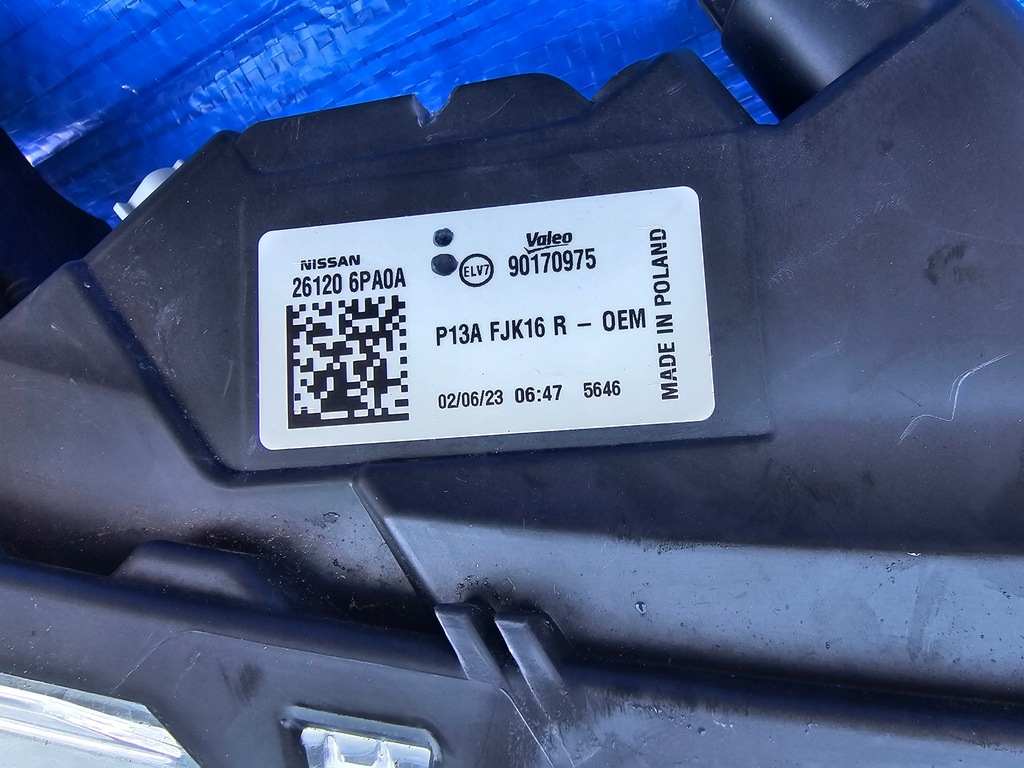 NISSAN
26120 6PA0A
ELV7
Valeo
90170975
P13A FJK16 R - OEM
02/06/23 06:47 5646
MADE IN POLAND